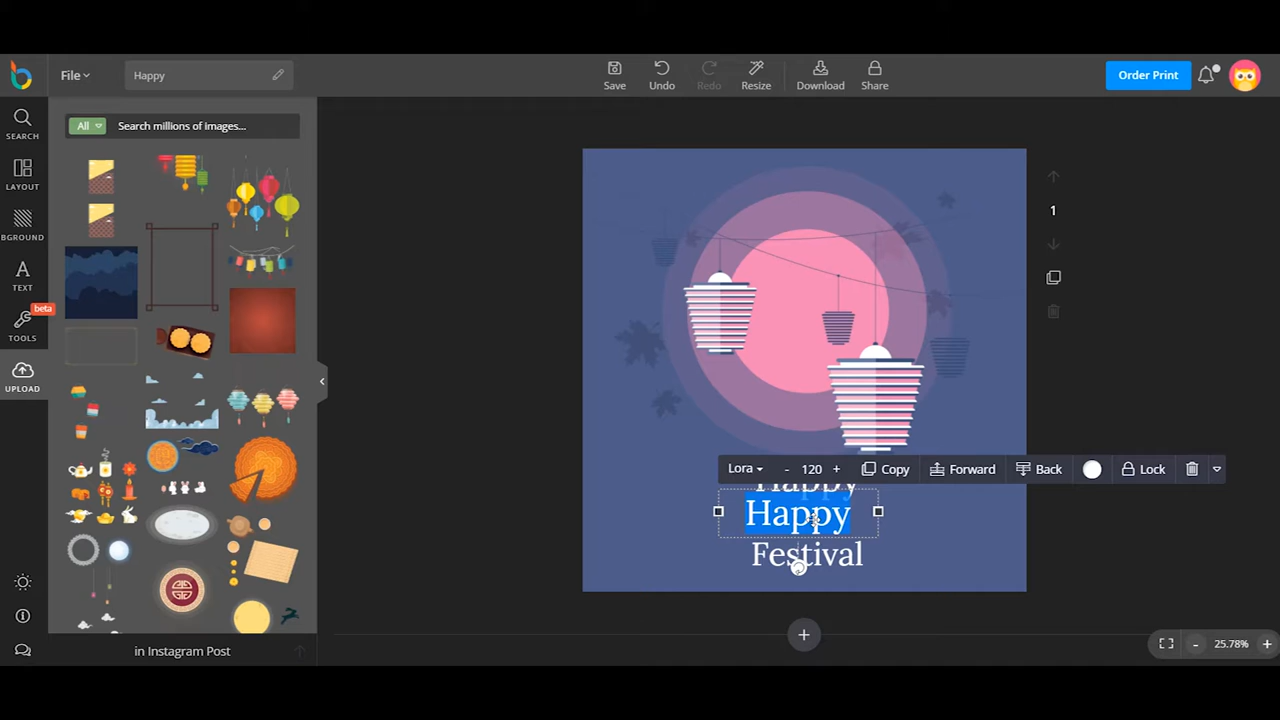 File
Happy
Save
Undo
Redo
Resize
Download
Share
Order Print
SEARCH
LAYOUT
BGROUND
TEXT
beta
TOOLS
UPLOAD
All
Search millions of images...
in Instagram Post
1
Lora
- 120 +
Copy
Forward
Back
Lock
Happy
Happy
Festival
+
- 25.78% +